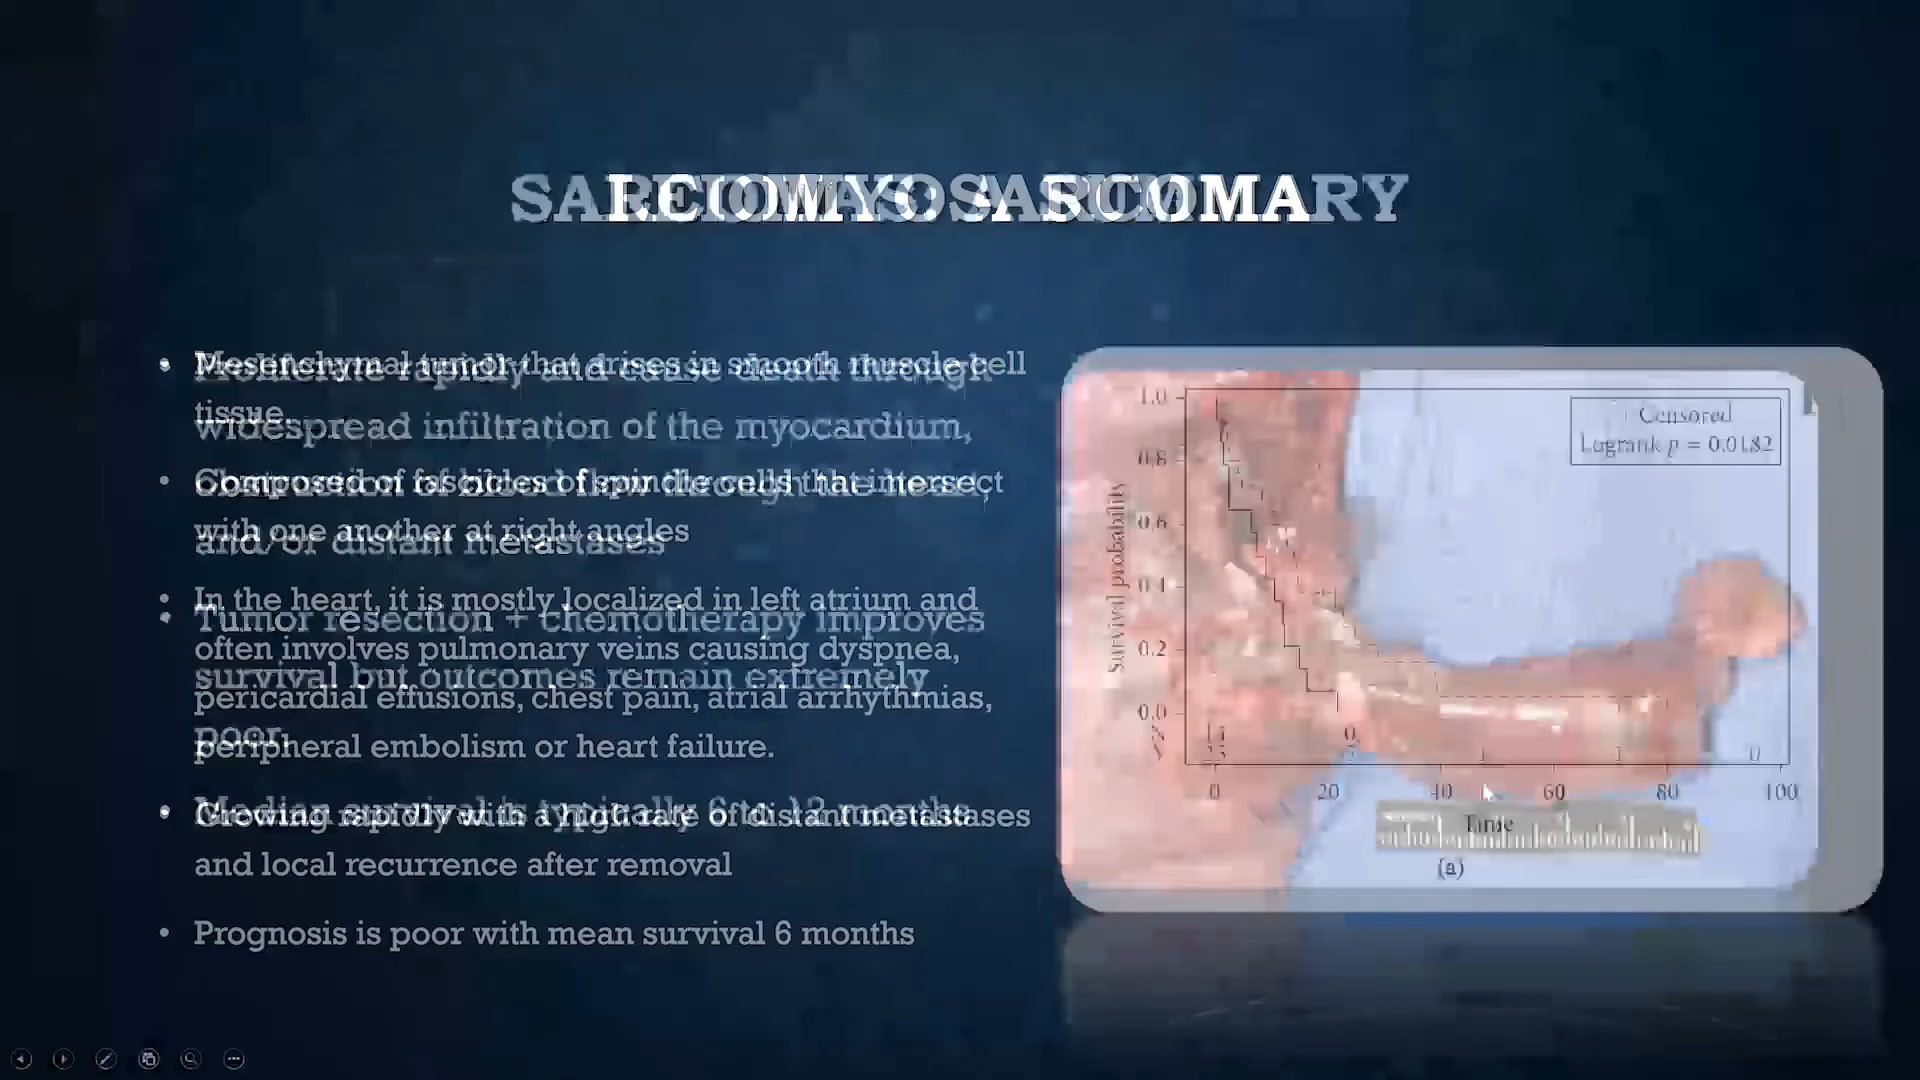 LEIOMYOSARCOMA
SARCOMAS: A SUMMARY
Mesenchymal tumor that arises in smooth muscle cell
tissue
Composed of fascicles of spindle cells that intersect
with one another at right angles
In the heart, it is mostly localized in left atrium and
often involves pulmonary veins causing dyspnea,
pericardial effusions, chest pain, atrial arrhythmias,
peripheral embolism or heart failure.
Growing rapidly with a high rate of distant metastases
and local recurrence after removal
Prognosis is poor with mean survival 6 months
Proliferate rapidly and cause death through
widespread infiltration of the myocardium,
obstruction of blood flow through the heart,
and/or distant metastases
Tumor resection + chemotherapy improves
survival but outcomes remain extremely
poor.
Median survival is typically 6 to 12 months
Censored
Logrank p = 0.0182
Survival probability
1.0
0.8
0.6
0.4
0.2
0.0
0 20 40 60 80 100
Time
(a)